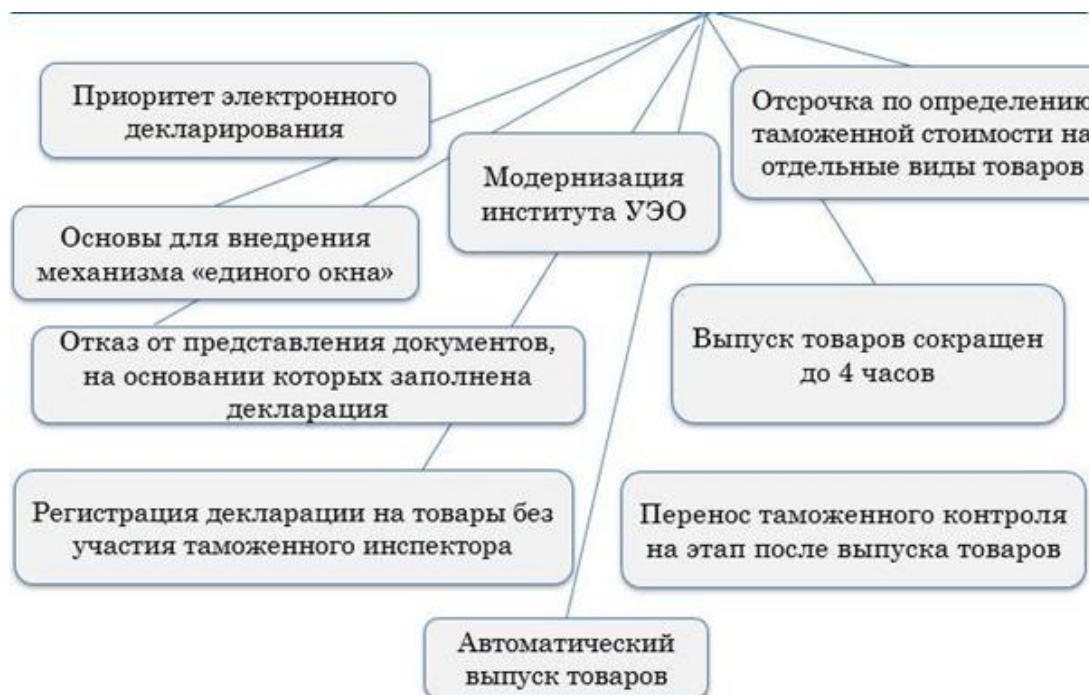 Приоритет электронного
декларирования
Отсрочка по определению
таможенной стоимости на
отдельные виды товаров
Модернизация
института УЭО
Основы для внедрения
механизма «единого окна»
Выпуск товаров сокращен
до 4 часов
Отказ от представления документов,
на основании которых заполнена
декларация
Регистрация декларации на товары без
участия таможенного инспектора
Перенос таможенного контроля
на этап после выпуска товаров
Автоматический
выпуск товаров